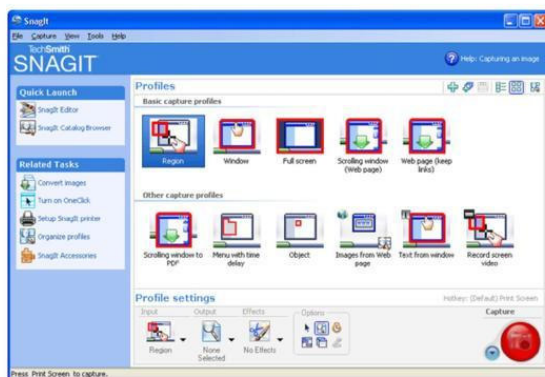 SnagIt
File Capture View Tools Help
TechSmith
SNAGIT
Help: Capturing an image
Quick Launch
SnagIt Editor
SnagIt Catalog Browser
Related Tasks
Convert images
Turn on OneClick
Setup SnagIt printer
Organize profiles
SnagIt Accessories
Profiles
Basic capture profiles
Region
Window
Full screen
Scrolling window
(Web page)
Web page (keep
links)
Other capture profiles
Scrolling window to
PDF
Menu with time
delay
Object
Images from Web
page
Text from window
Record screen
video
Profile settings
Hotkey: (Default) Print Screen
Input
Output
Effects
Options
Capture
Region
None
Selected
No Effects
Press Print Screen to capture.